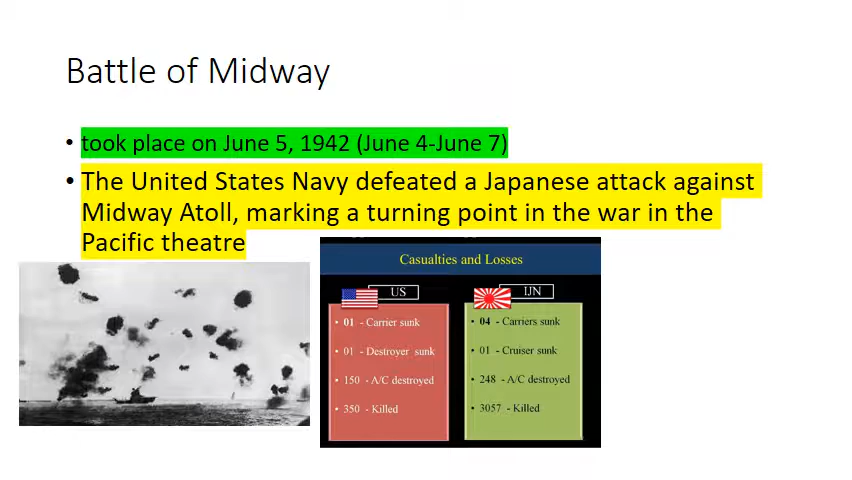 Battle of Midway
• took place on June 5, 1942 (June 4-June 7)
• The United States Navy defeated a Japanese attack against
Midway Atoll, marking a turning point in the war in the
Pacific theatre
Casualties and Losses
US
• 01 - Carrier sunk
• 01 - Destroyer sunk
• 150 - A/C destroyed
• 350 - Killed
IJN
• 04 - Carriers sunk
• 01 - Cruiser sunk
• 248 - A/C destroyed
• 3057 - Killed